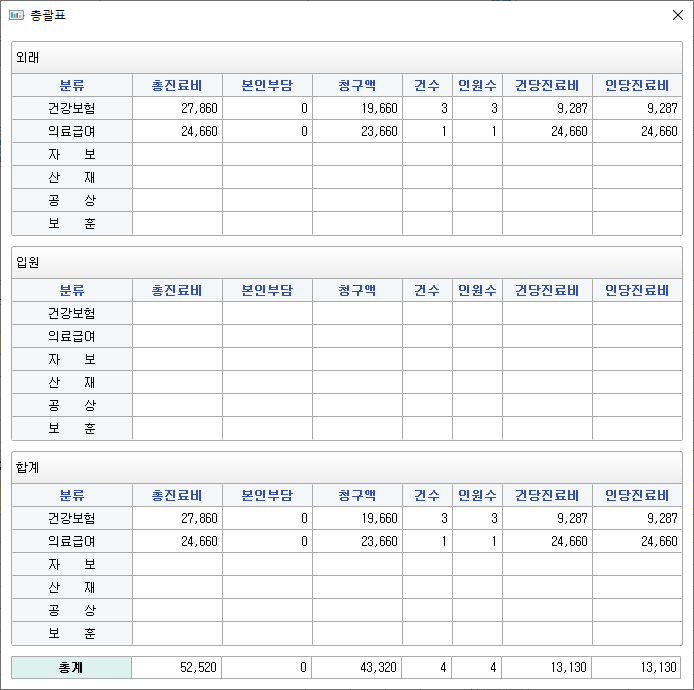 총괄표
외래
분류 총진료비 본인부담 청구액 건수 인원수 건당진료비 인당진료비
건강보험 27,860 0 19,660 3 3 9,287 9,287
의료급여 24,660 0 23,660 1 1 24,660 24,660
자 보
산 재
공 상
보 훈
입원
분류 총진료비 본인부담 청구액 건수 인원수 건당진료비 인당진료비
건강보험
의료급여
자 보
산 재
공 상
보 훈
합계
분류 총진료비 본인부담 청구액 건수 인원수 건당진료비 인당진료비
건강보험 27,860 0 19,660 3 3 9,287 9,287
의료급여 24,660 0 23,660 1 1 24,660 24,660
자 보
산 재
공 상
보 훈
총계 52,520 0 43,320 4 4 13,130 13,130